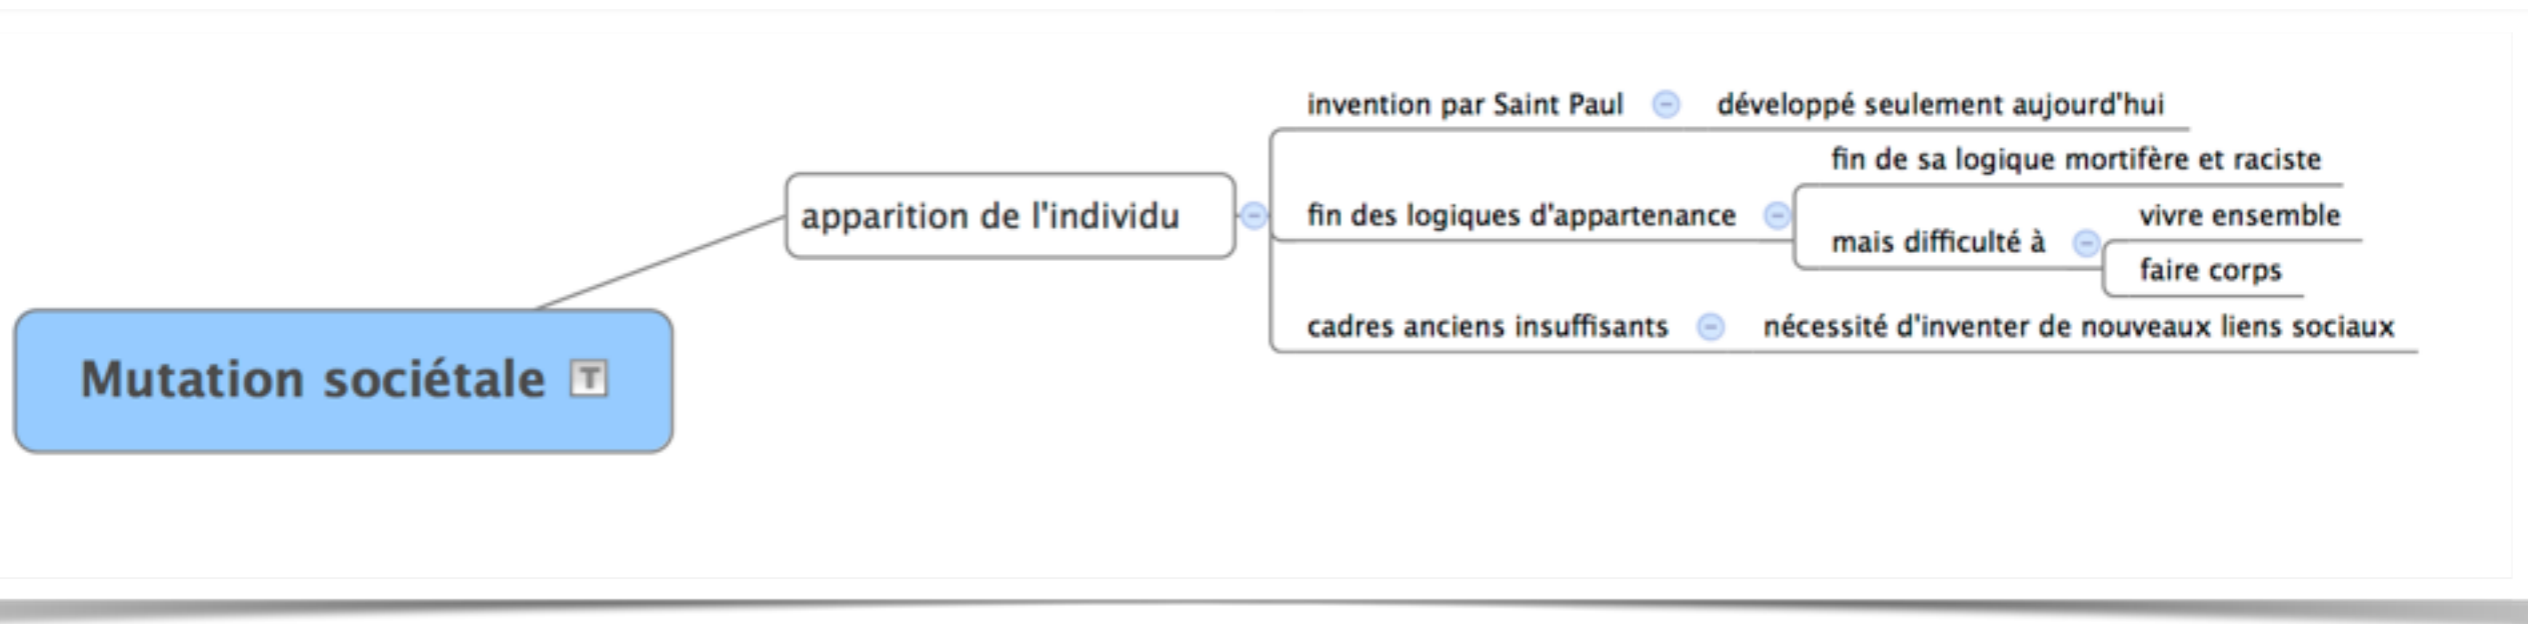 invention par Saint Paul développé seulement aujourd'hui
fin de sa logique mortifère et raciste
apparition de l'individu
fin des logiques d'appartenance
vivre ensemble
mais difficulté à
faire corps
cadres anciens insuffisants nécessité d'inventer de nouveaux liens sociaux
Mutation sociétale T